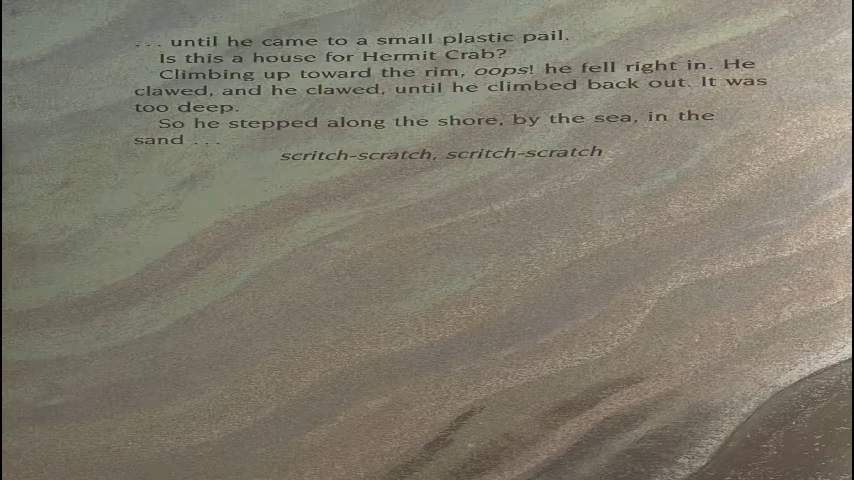 ... until he came to a small plastic pail.
Is this a house for Hermit Crab?
Climbing up toward the rim, oops! he fell right in. He
clawed, and he clawed, until he climbed back out. It was
too deep.
So he stepped along the shore, by the sea, in the
sand ...
scritch-scratch, scritch-scratch